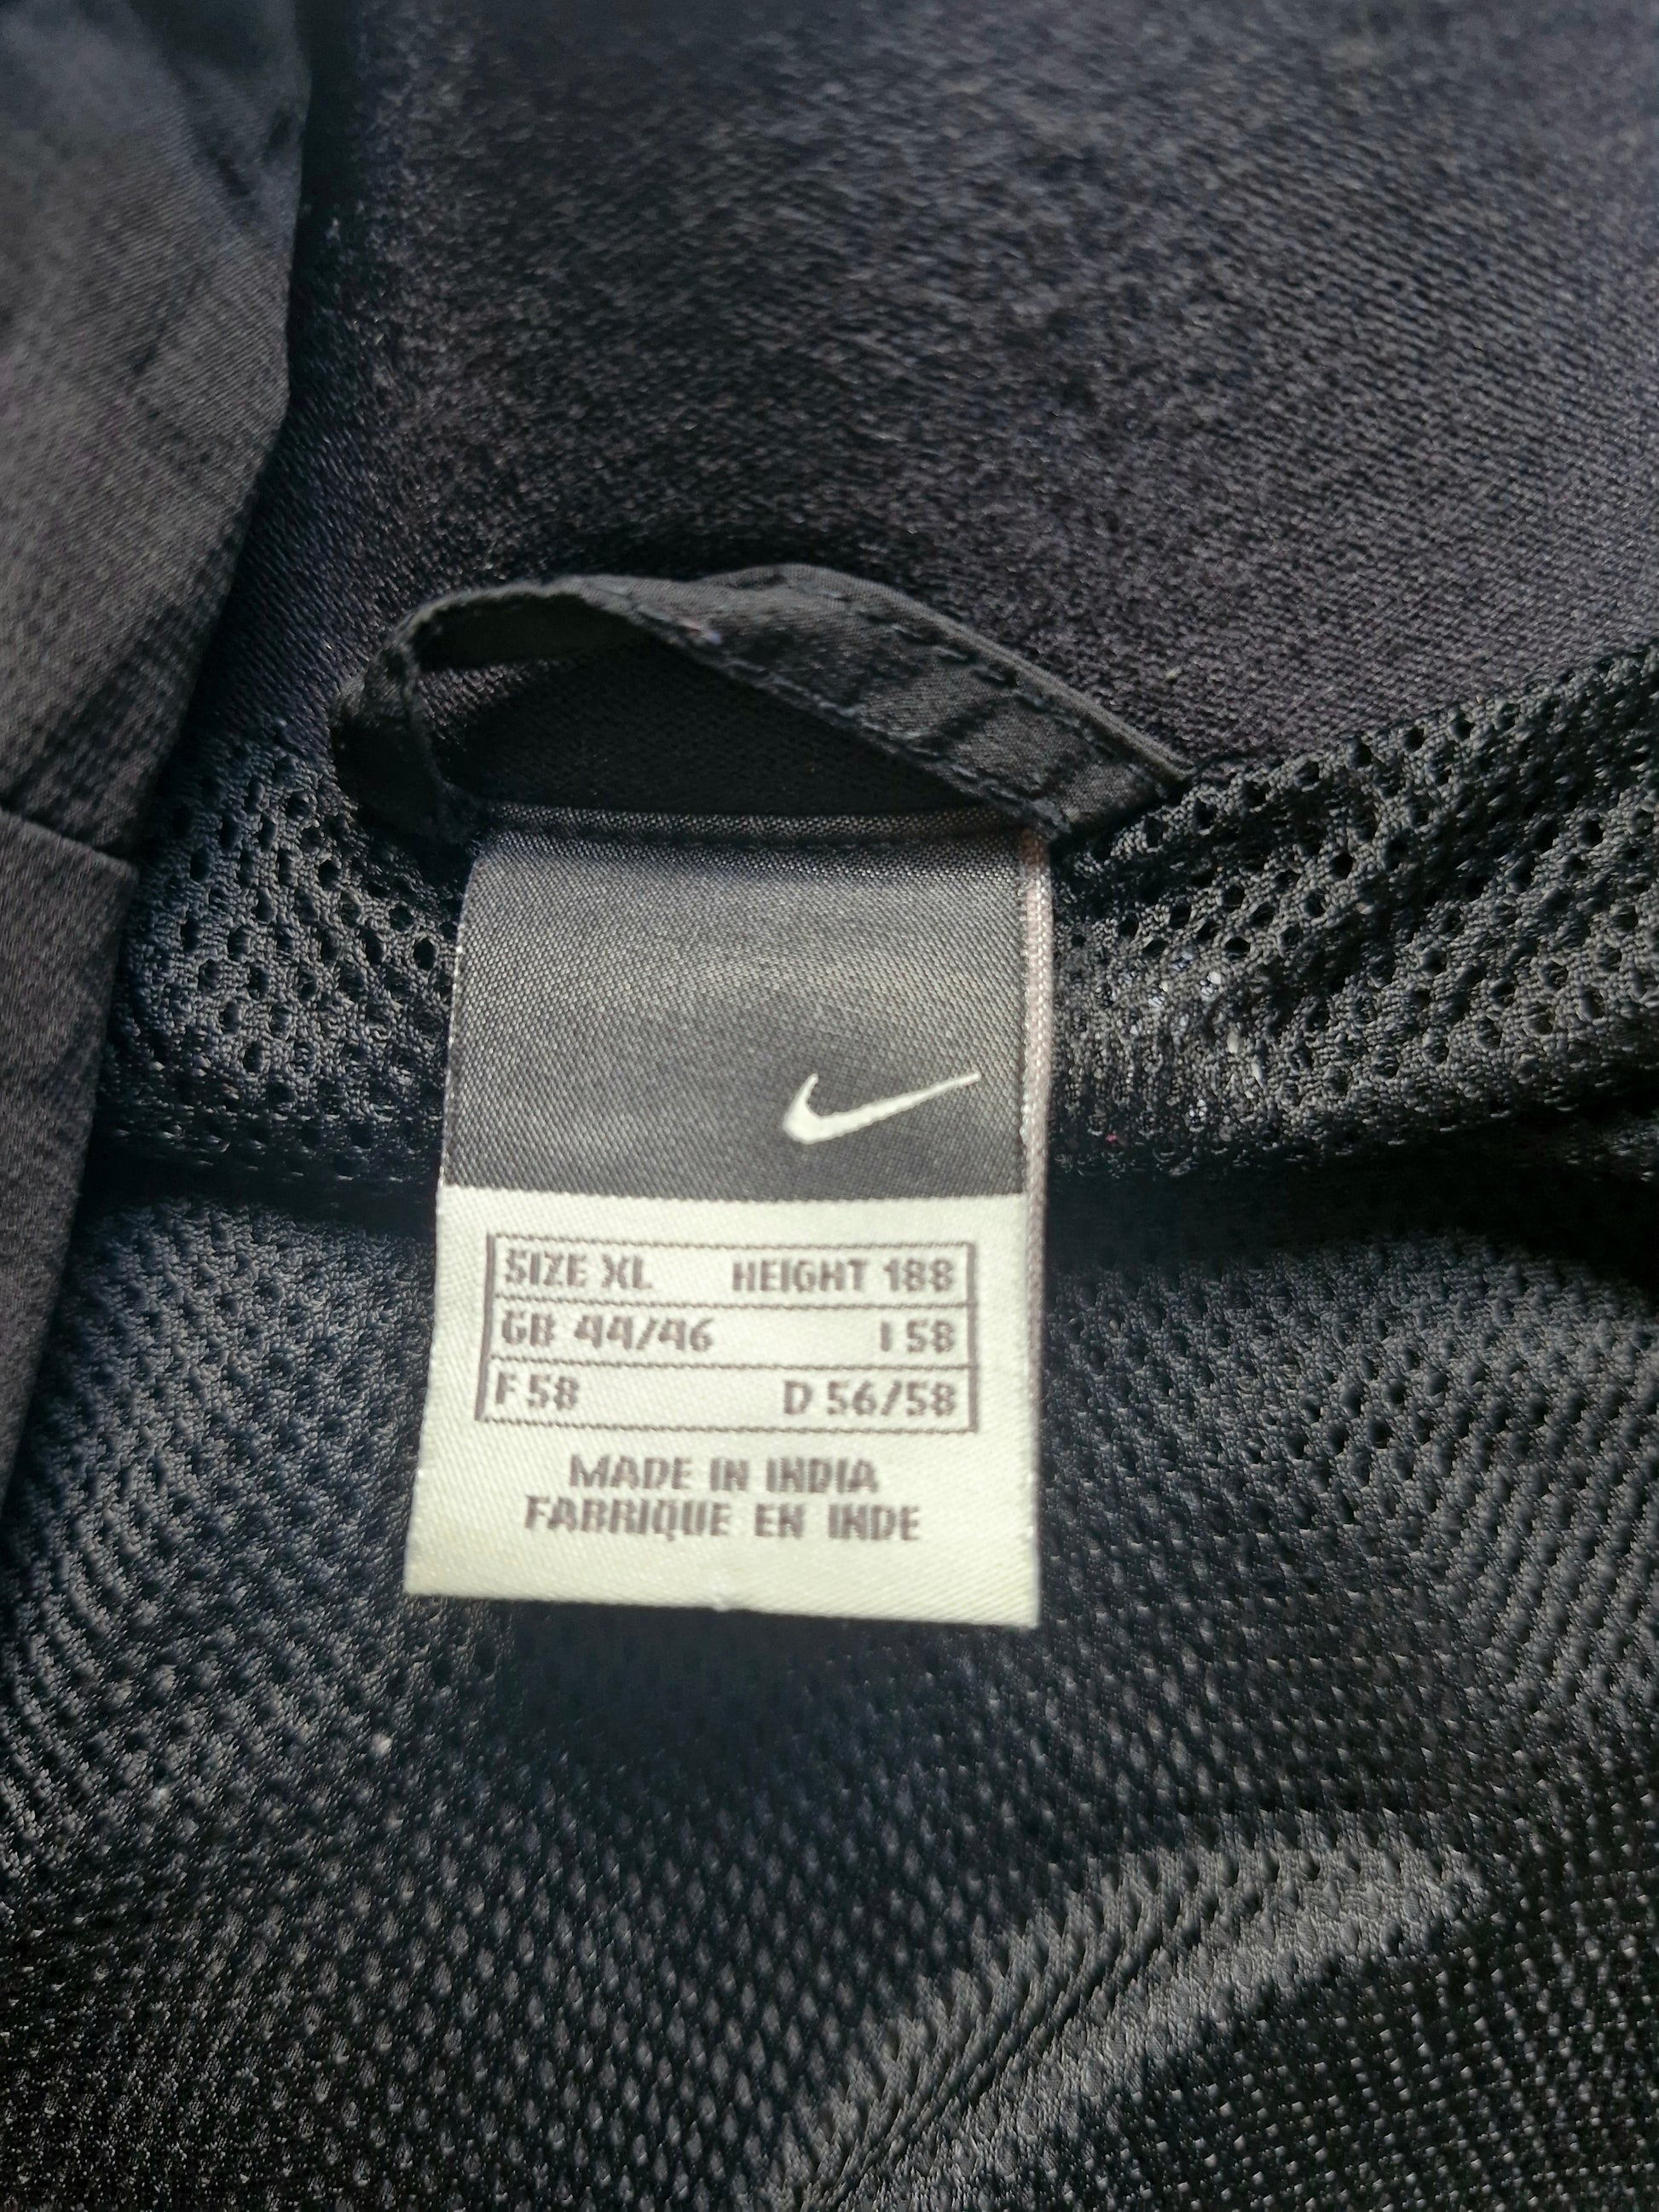 SIZE XL HEIGHT 188
GB 44/46 I 58
F 58 D 56/58
MADE IN INDIA
FABRIQUE EN INDE